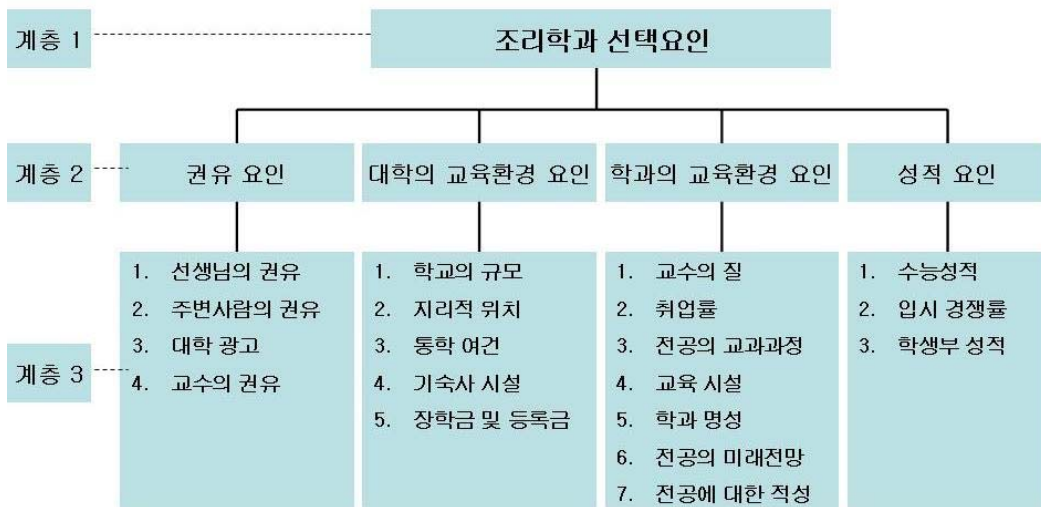 계층 1
조리학과 선택요인
계층 2
권유 요인
대학의 교육환경 요인
학과의 교육환경 요인
성적 요인
계층 3
1. 선생님의 권유
2. 주변사람의 권유
3. 대학 광고
4. 교수의 권유
1. 학교의 규모
2. 지리적 위치
3. 통학 여건
4. 기숙사 시설
5. 장학금 및 등록금
1. 교수의 질
2. 취업률
3. 전공의 교과과정
4. 교육 시설
5. 학과 명성
6. 전공의 미래전망
7. 전공에 대한 적성
1. 수능성적
2. 입시 경쟁률
3. 학생부 성적